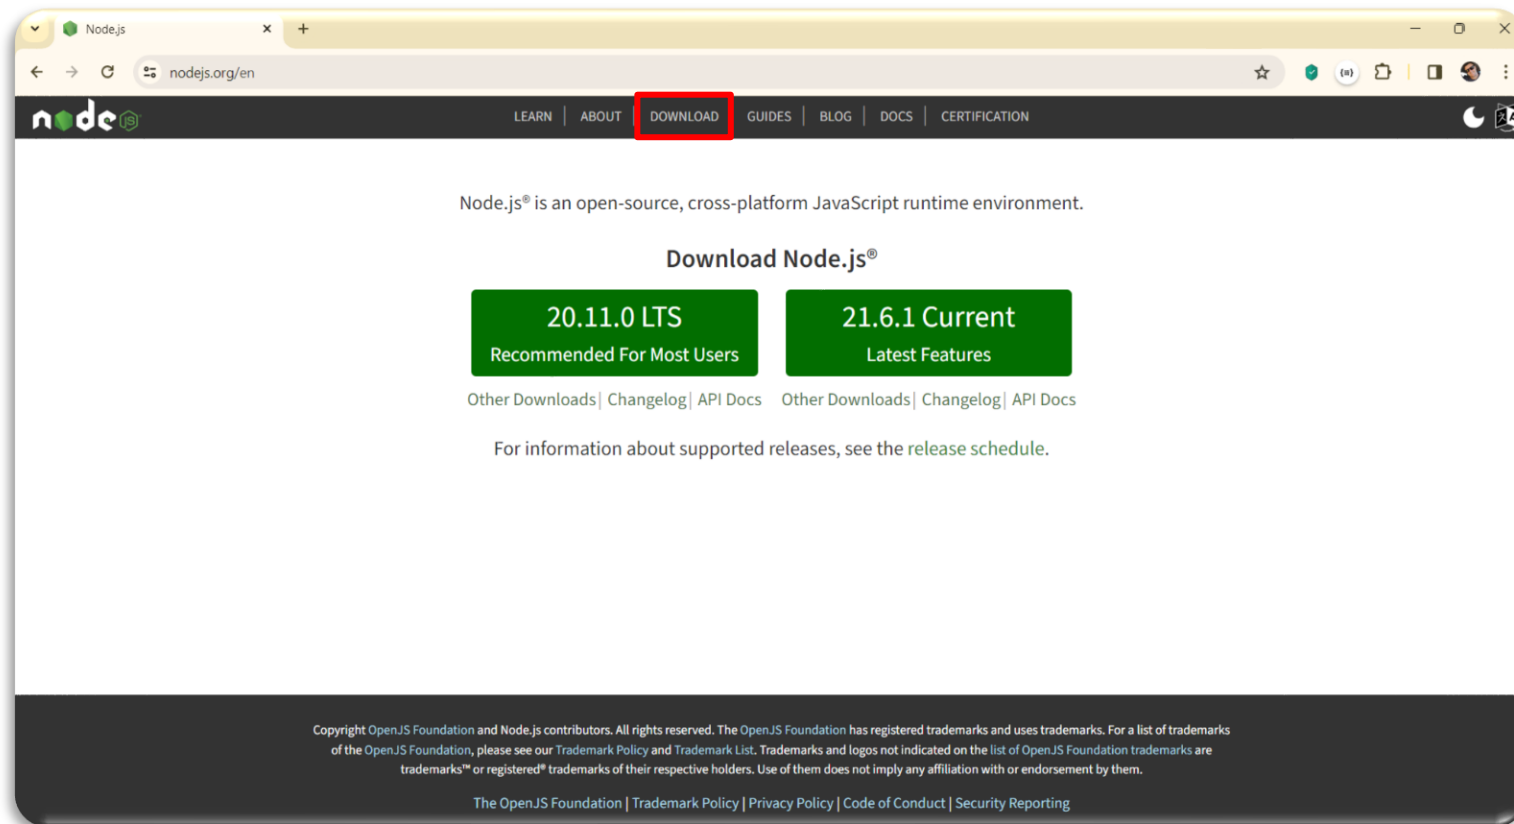 Node.js
nodejs.org/en
node JS
LEARN | ABOUT | DOWNLOAD GUIDES | BLOG | DOCS | CERTIFICATION
Node.js® is an open-source, cross-platform JavaScript runtime environment.
Download Node.js®
20.11.0 LTS
Recommended For Most Users
21.6.1 Current
Latest Features
Other Downloads| Changelog| API Docs
Other Downloads| Changelog| API Docs
For information about supported releases, see the release schedule.
Copyright OpenJS Foundation and Node.js contributors. All rights reserved. The OpenJS Foundation has registered trademarks and uses trademarks. For a list of trademarks
of the OpenJS Foundation, please see our Trademark Policy and Trademark List. Trademarks and logos not indicated on the list of OpenJS Foundation trademarks are
trademarks™ or registered® trademarks of their respective holders. Use of them does not imply any affiliation with or endorsement by them.
The OpenJS Foundation | Trademark Policy | Privacy Policy | Code of Conduct | Security Reporting